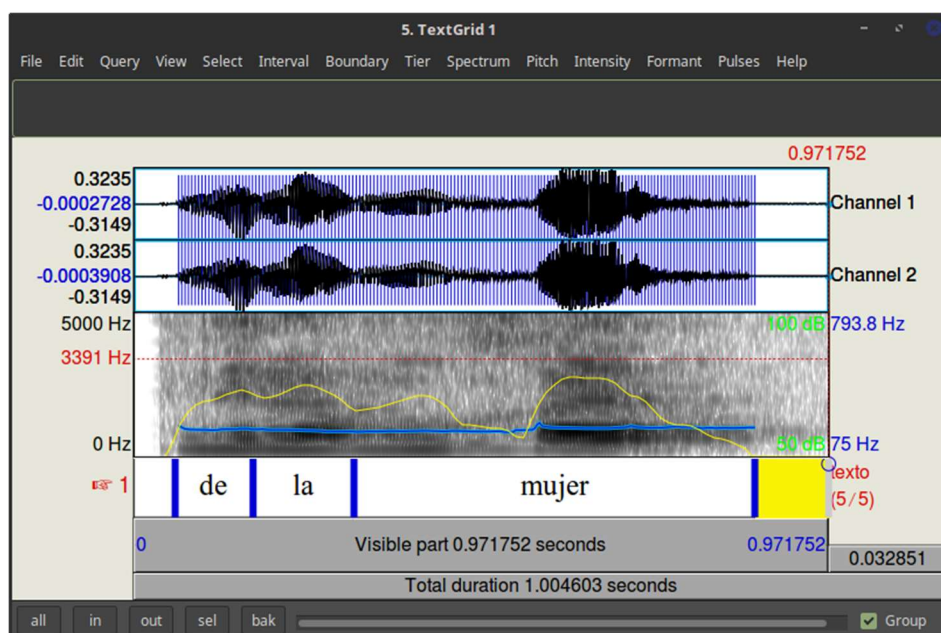 5. TextGrid 1
File Edit Query View Select Interval Boundary Tier Spectrum Pitch Intensity Formant Pulses Help
0.971752
0.3235
-0.0002728
-0.3149
Channel 1
0.3235
-0.0003908
-0.3149
Channel 2
5000 Hz
100 dB 793.8 Hz
3391 Hz
0 Hz
50 dB 75 Hz
1 de la mujer texto
(5/5)
0 Visible part 0.971752 seconds 0.971752
0.032851
Total duration 1.004603 seconds
all in out sel bak Group